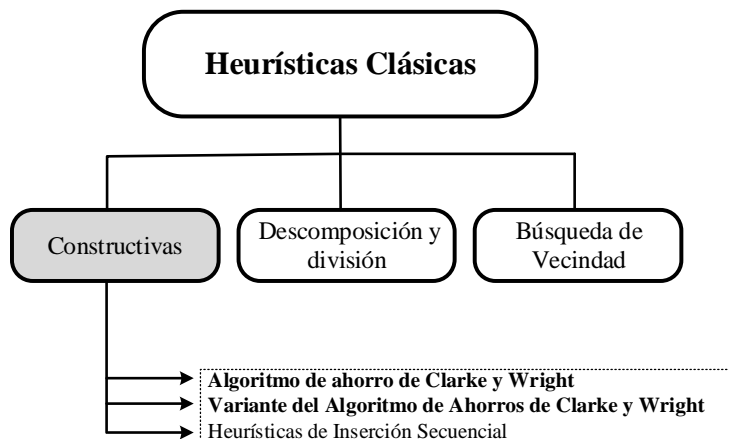 Heurísticas Clásicas
Constructivas
Descomposición y
división
Búsqueda de
Vecindad
Algoritmo de ahorro de Clarke y Wright
Variante del Algoritmo de Ahorros de Clarke y Wright
Heurísticas de Inserción Secuencial